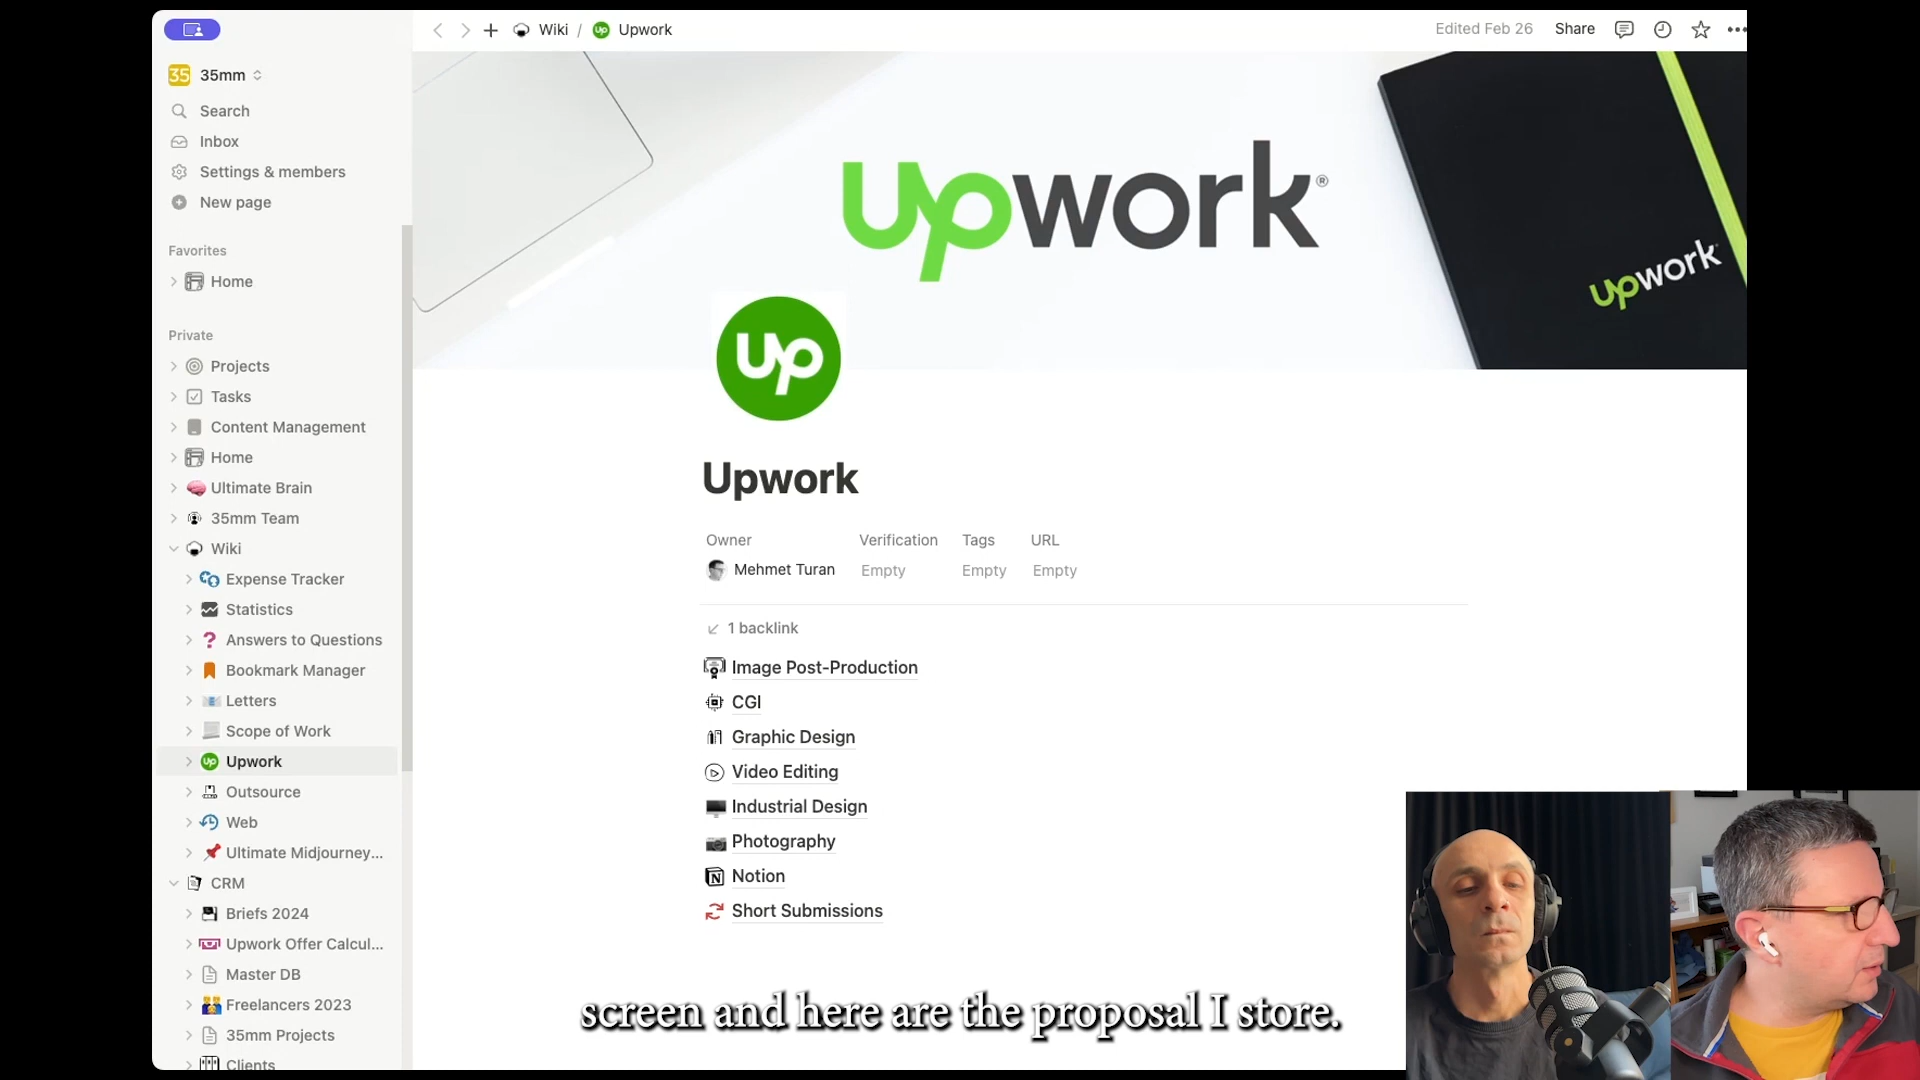 Wiki / Upwork
Edited Feb 26 Share
35 35mm
Search
Inbox
Settings & members
New page
Favorites
Home
Private
Projects
Tasks
Content Management
Home
Ultimate Brain
35mm Team
Wiki
Expense Tracker
Statistics
Answers to Questions
Bookmark Manager
Letters
Scope of Work
Upwork
Outsource
Web
Ultimate Midjourney...
CRM
Briefs 2024
Upwork Offer Calcul...
Master DB
Freelancers 2023
35mm Projects
Clients
upwork®
upwork
up
Upwork
Owner Verification Tags URL
Mehmet Turan Empty Empty Empty
1 backlink
Image Post-Production
CGI
Graphic Design
Video Editing
Industrial Design
Photography
Notion
Short Submissions
screen and here are the proposal I store.